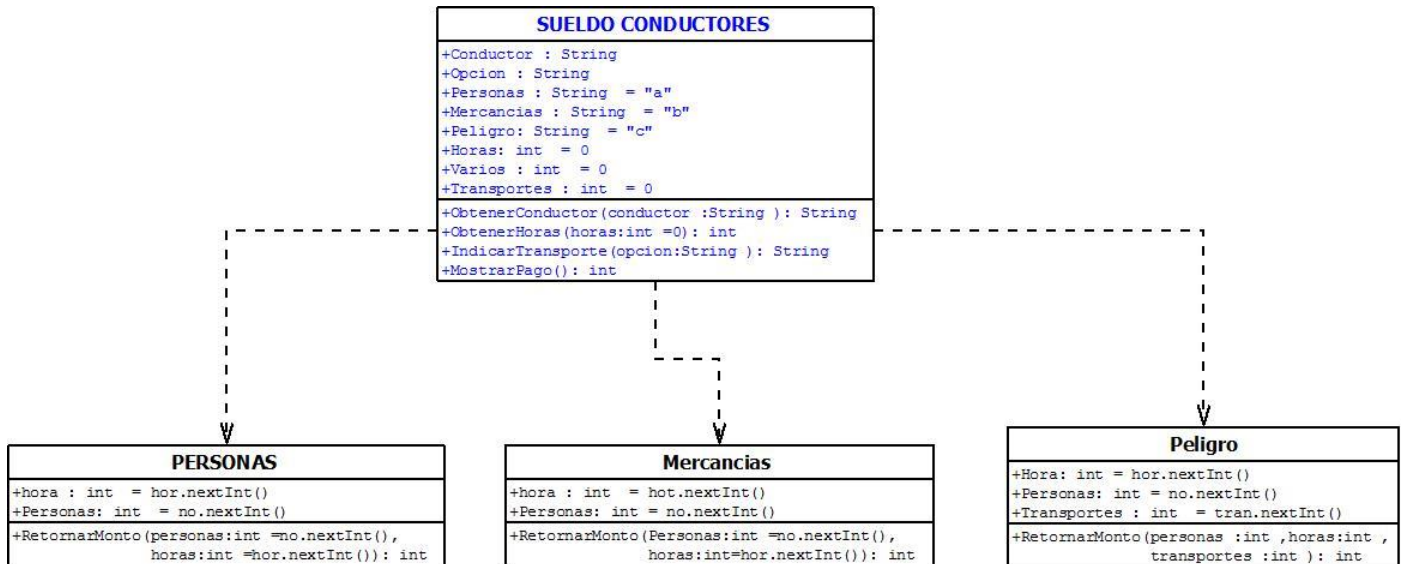 SUELDO CONDUCTORES
+Conductor : String
+Opcion : String
+Personas : String = "a"
+Mercancias : String = "b"
+Peligro: String = "c"
+Horas: int = 0
+Varios : int = 0
+Transportes : int = 0
+ObtenerConductor(conductor :String ): String
+ObtenerHoras(horas:int =0): int
+IndicarTransporte(opcion:String ): String
+MostrarPago(): int
PERSONAS
+hora : int = hor.nextInt()
+Personas: int = no.nextInt()
+RetornarMonto(personas:int =no.nextInt(),
horas:int =hor.nextInt()): int
Mercancias
+hora : int = hot.nextInt()
+Personas: int = no.nextInt()
+RetornarMonto(Personas:int =no.nextInt(),
horas:int=hor.nextInt()): int
Peligro
+Hora: int = hor.nextInt()
+Personas: int = no.nextInt()
+Transportes : int = tran.nextInt()
+RetornarMonto(personas :int ,horas:int ,
transportes :int ): int